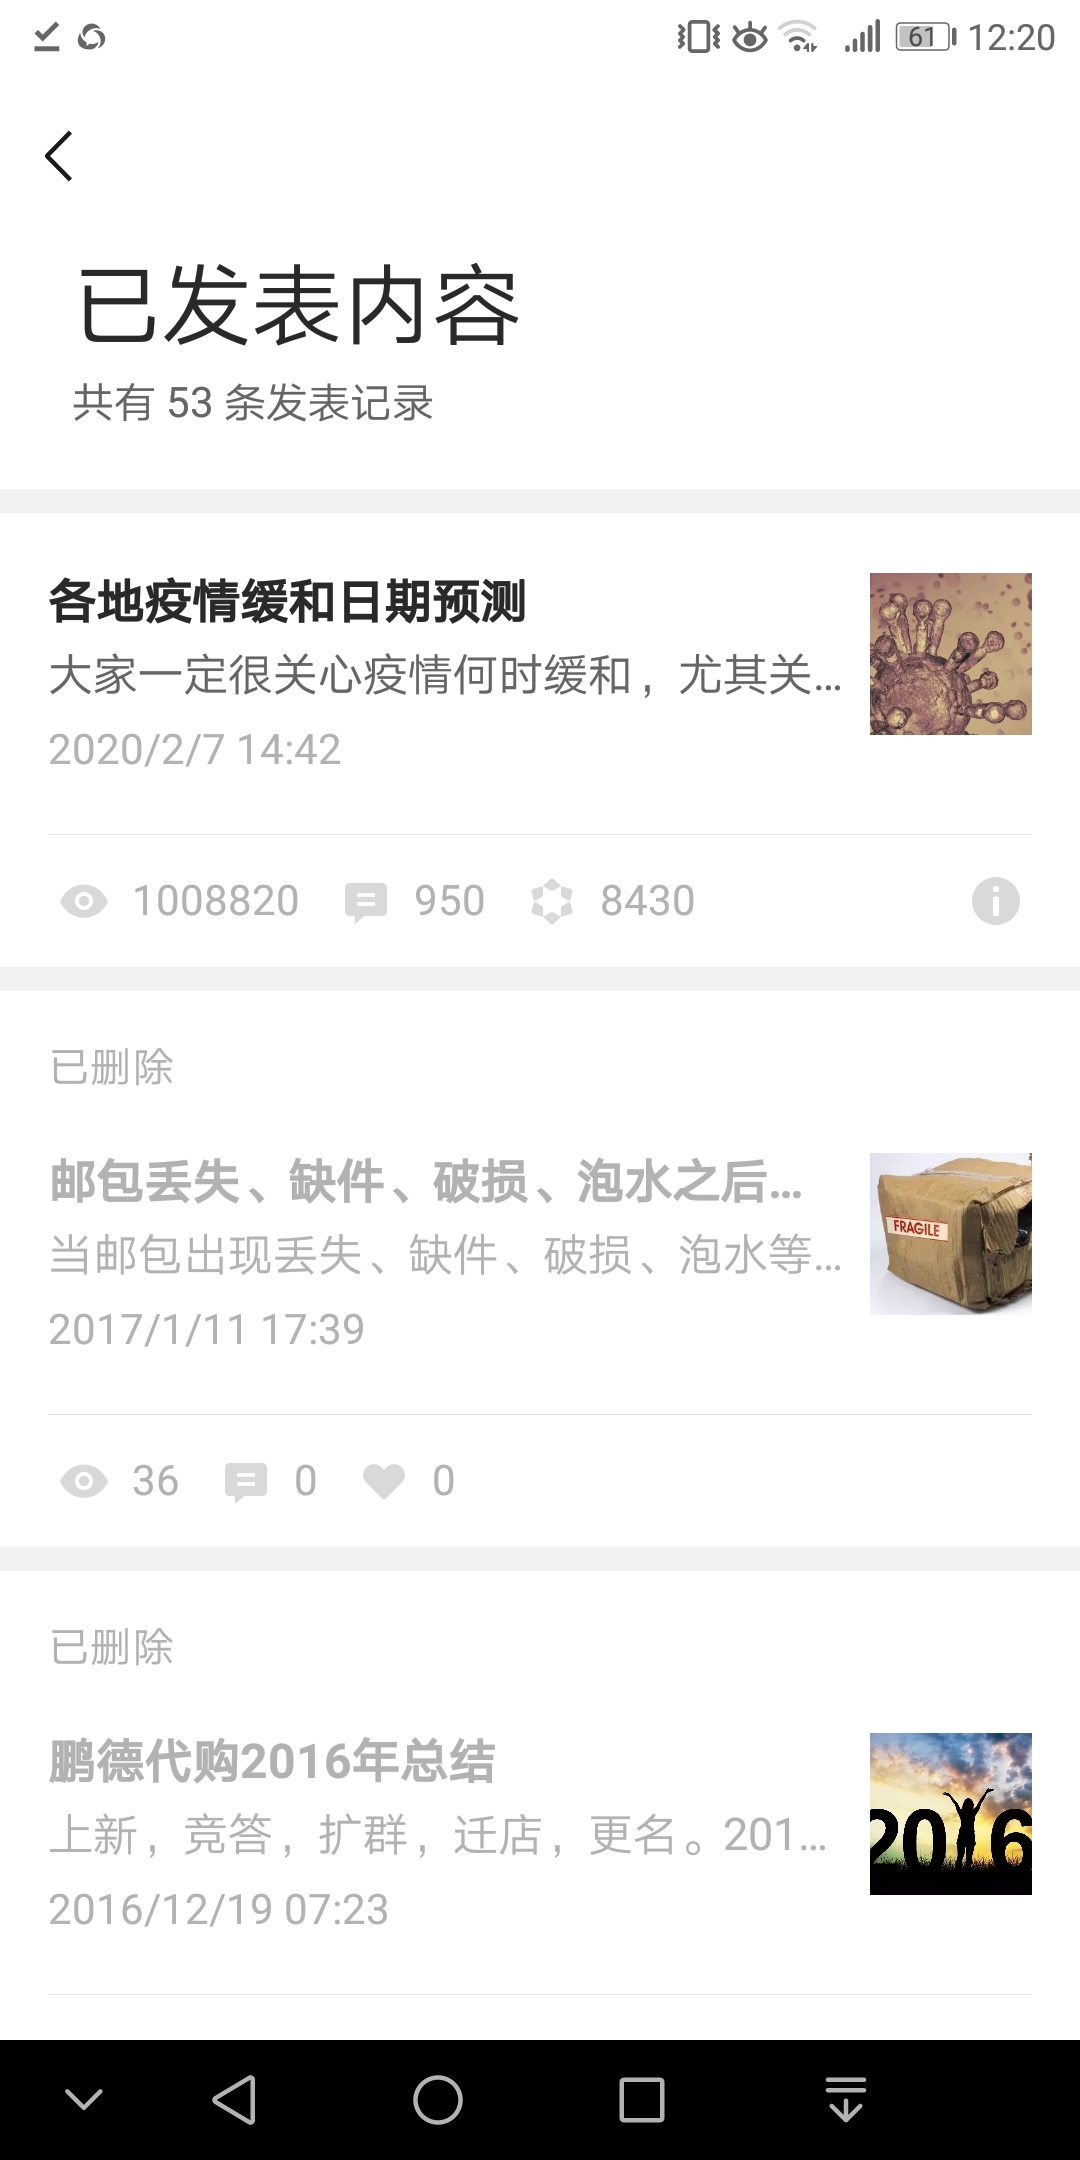 61 12:20
已发表内容
共有 53 条发表记录
各地疫情缓和日期预测
大家一定很关心疫情何时缓和，尤其关...
2020/2/7 14:42
1008820 950 8430
已删除
邮包丢失、缺件、破损、泡水之后...
当邮包出现丢失、缺件、破损、泡水等...
FRAGILE
2017/1/11 17:39
36 0 0
已删除
鹏德代购2016年总结
上新，竞答，扩群，迁店，更名。201...
2016
2016/12/19 07:23